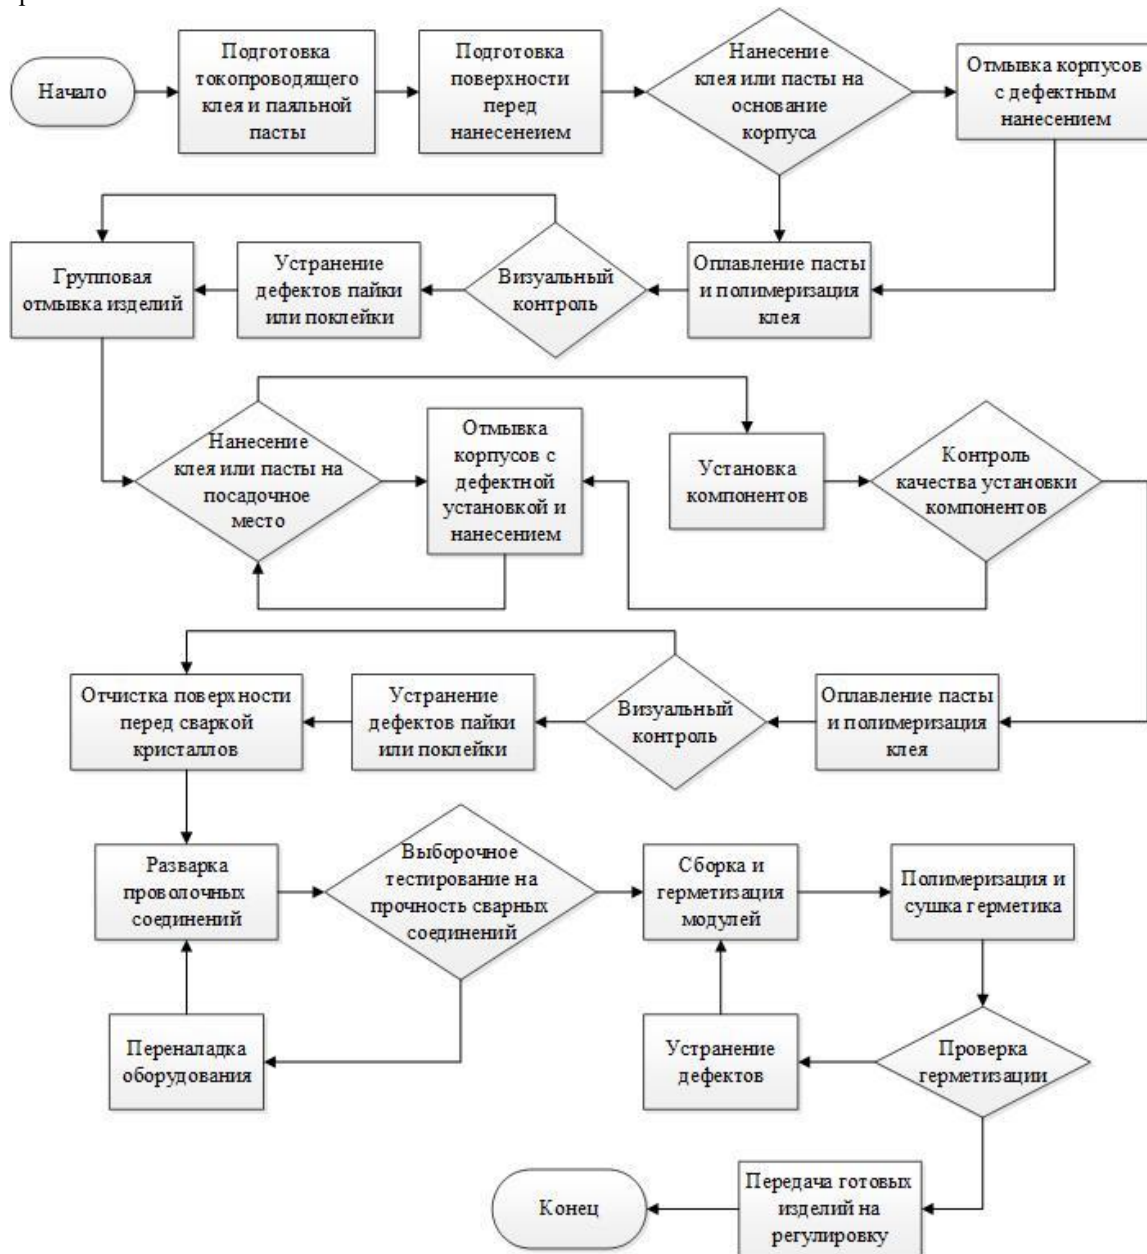 Начало
Подготовка
токопроводящего
клея и паяльной
пасты
Подготовка
поверхности
перед
нанесенеием
Нанесение
клея или пасты на
основание
корпуса
Отмывка корпусов
с дефектным
нанесением
Групповая
отмывка изделий
Устранение
дефектов пайки
или поклейки
Визуальный
контроль
Оплавление пасты
и полимеризация
клея
Нанесение
клея или пасты на
посадочное
место
Отмывка
корпусов с
дефектной
установкой и
нанесением
Установка
компонентов
Контроль
качества установки
компонентов
Отчистка поверхности
перед сваркой
кристаллов
Устранение
дефектов пайки
или поклейки
Визуальный
контроль
Оплавление пасты
и полимеризация
клея
Разварка
проволочных
соединений
Выборочное
тестирование на
прочность сварных
соединений
Сборка и
герметизация
модулей
Полимеризация и
сушка герметика
Переналадка
оборудования
Устранение
дефектов
Проверка
герметизации
Конец
Передача готовых
изделий на
регулировку